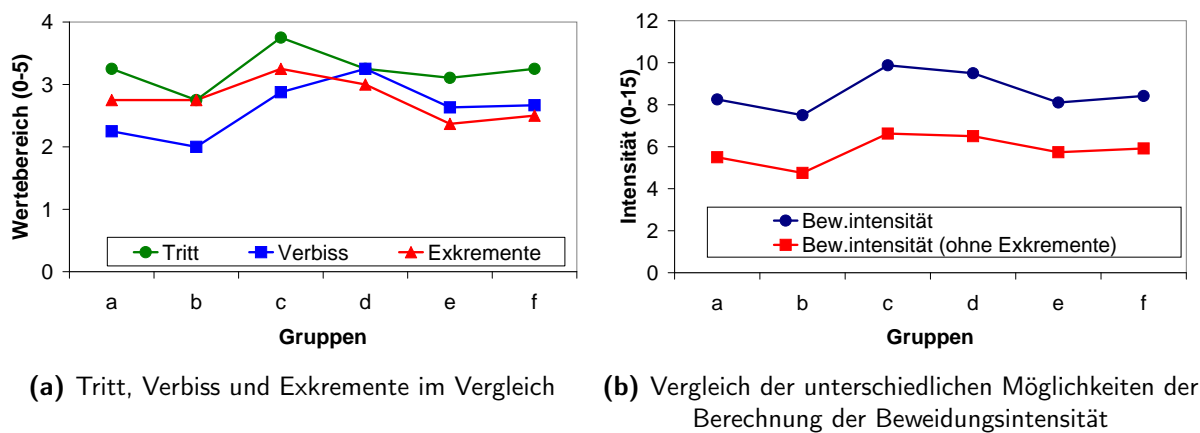 4
3
2
1
0
Wertebereich (0-5)
Tritt Verbiss Exkremente
a b c d e f
Gruppen
(a) Tritt, Verbiss und Exkremente im Vergleich
12
10
8
6
4
2
0
Intensität (0-15)
Bew.intensität
Bew.intensität (ohne Exkremente)
a b c d e f
Gruppen
(b) Vergleich der unterschiedlichen Möglichkeiten der
Berechnung der Beweidungsintensität